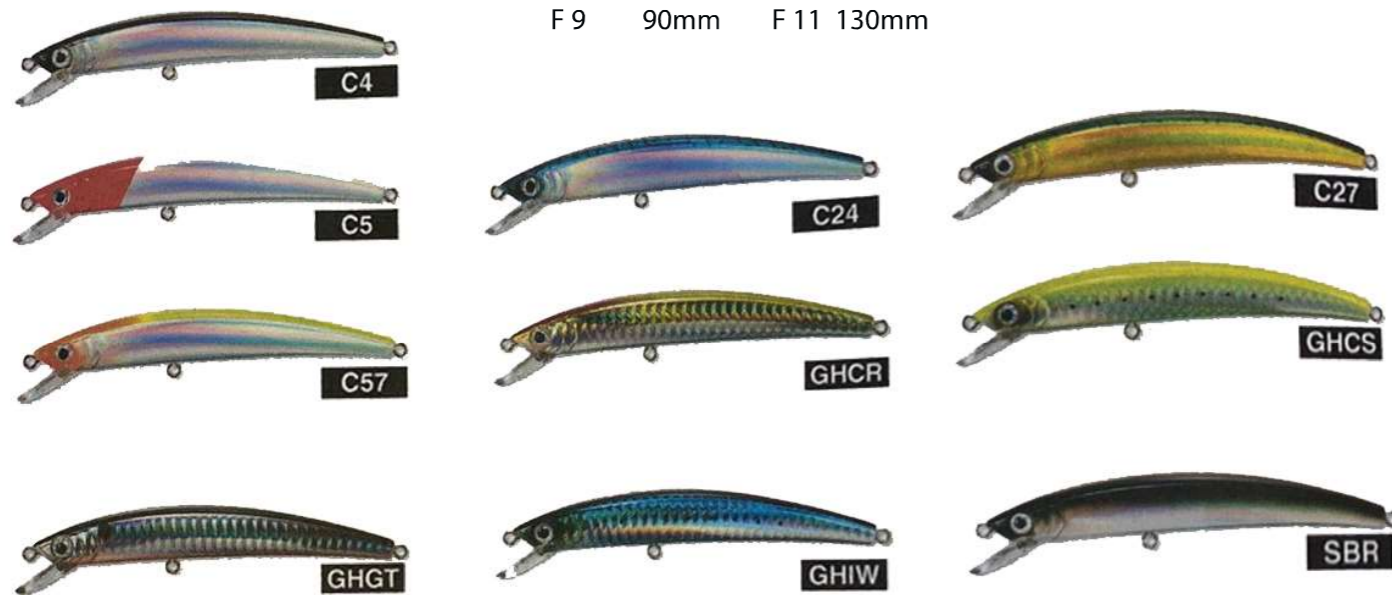 F 9 90mm F 11 130mm
C4
C5
C24
C27
C57
GHCR
GHCS
GHGT
GHIW
SBR